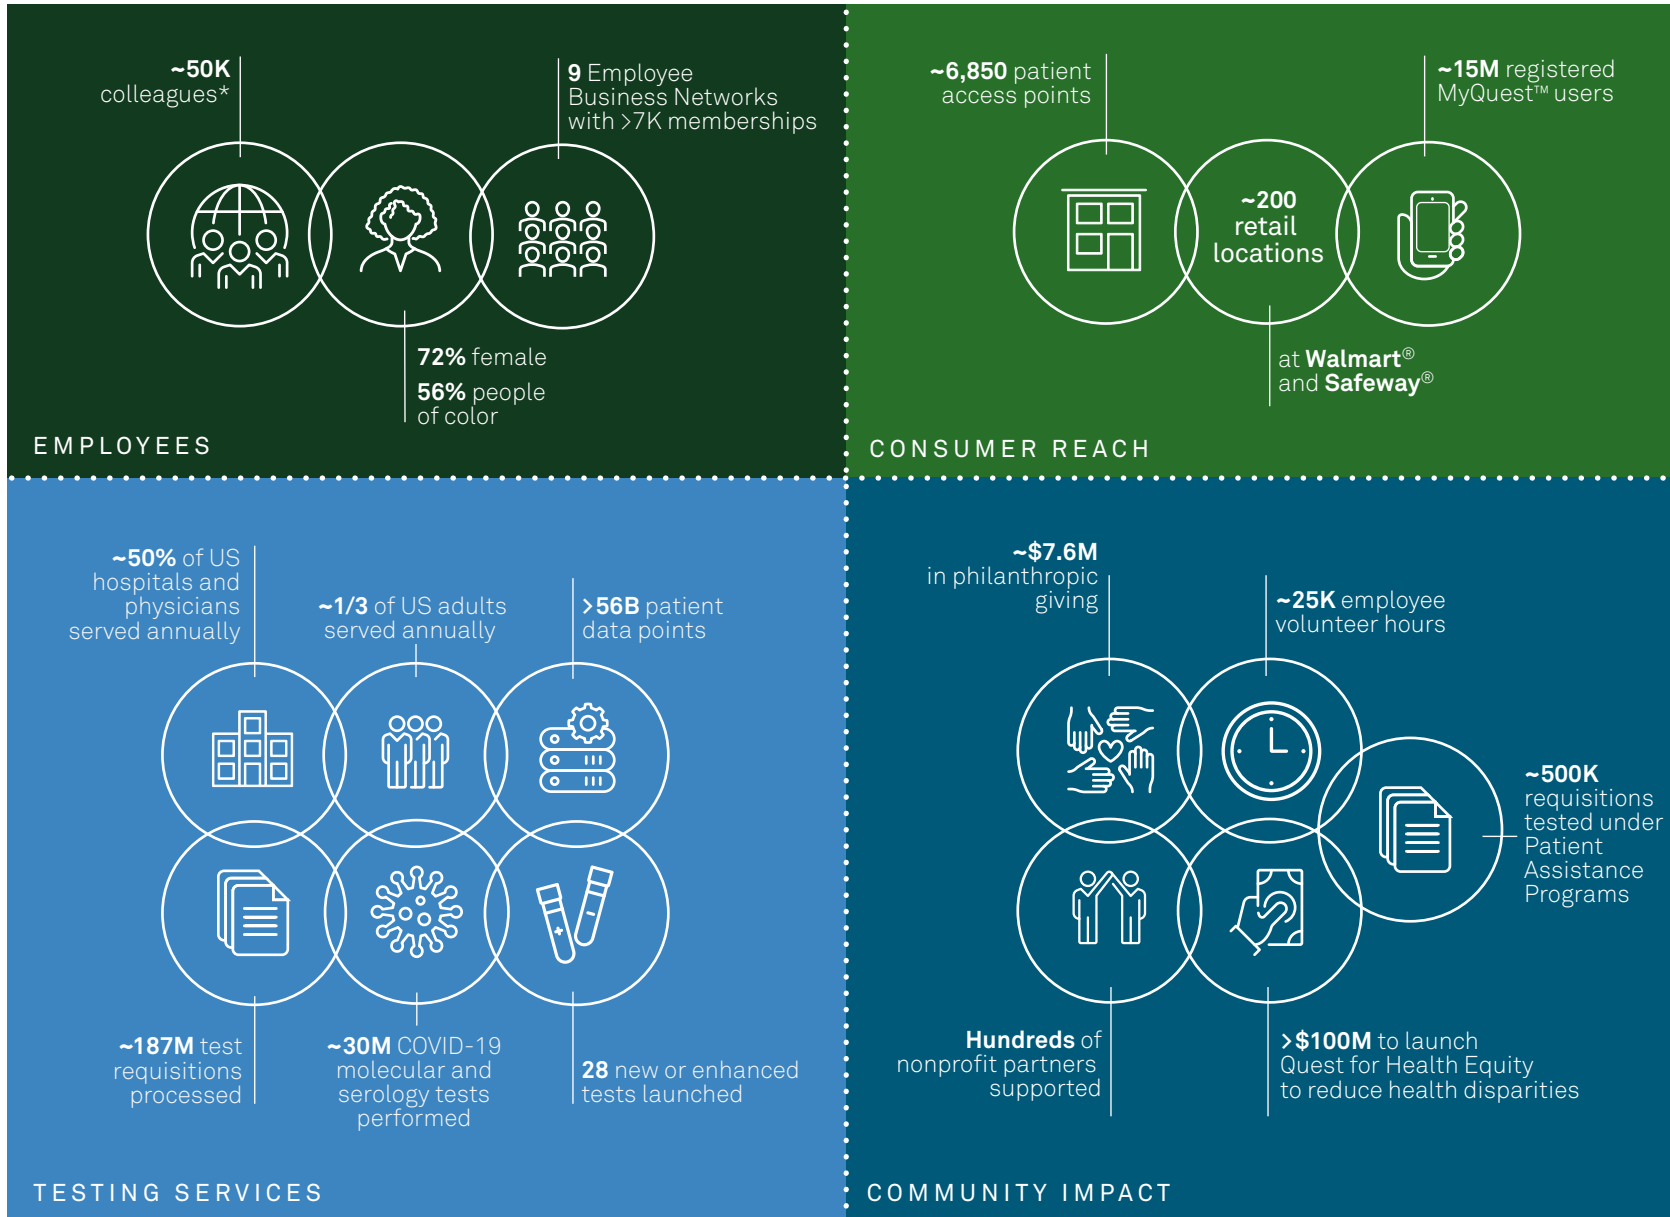 ~50K
colleagues*
9 Employee
Business Networks
with >7K memberships
72% female
56% people
of color
EMPLOYEES
~6,850 patient
access points
~200
retail
locations
~15M registered
MyQuest™ users
at Walmart®
and Safeway®
CONSUMER REACH
~50% of US
hospitals and
physicians
served annually
~1/3 of US adults
served annually
>56B patient
data points
~187M test
requisitions
processed
~30M COVID-19
molecular and
serology tests
performed
28 new or enhanced
tests launched
TESTING SERVICES
~$7.6M
in philanthropic
giving
~25K employee
volunteer hours
~500K
requisitions
tested under
Patient
Assistance
Programs
Hundreds of
nonprofit partners
supported
>$100M to launch
Quest for Health Equity
to reduce health disparities
COMMUNITY IMPACT